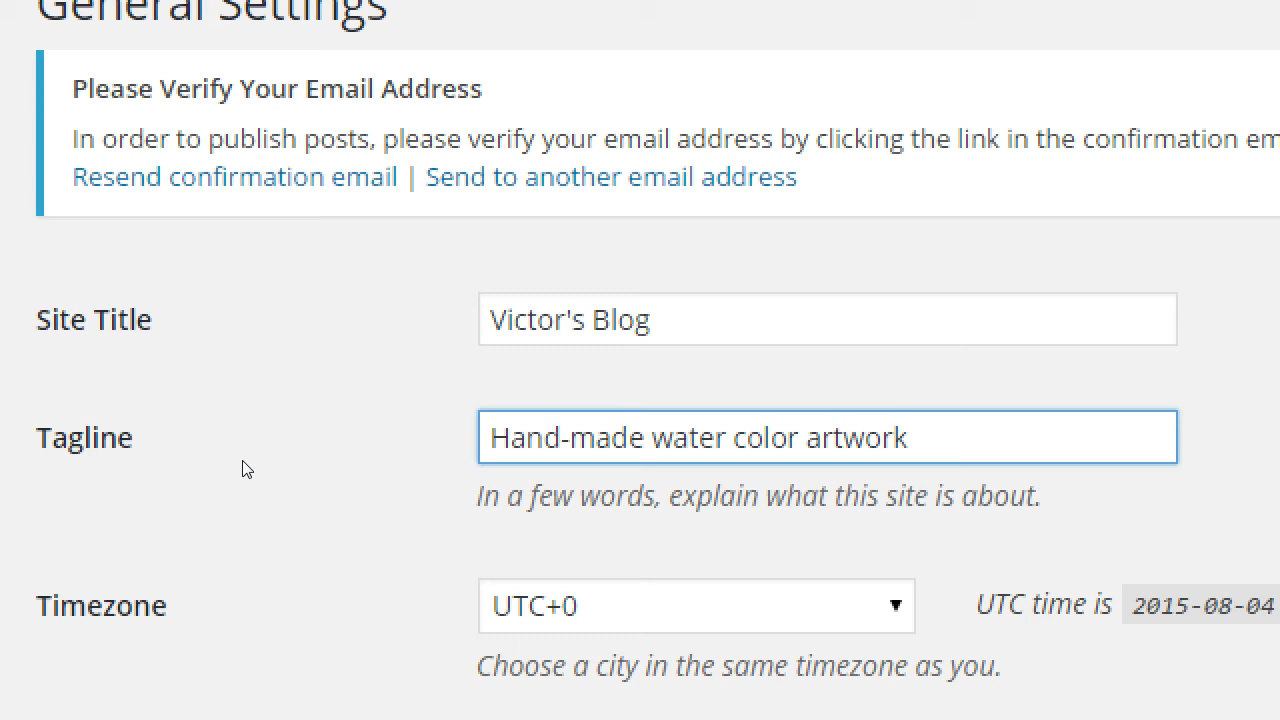 General Settings
Please Verify Your Email Address
In order to publish posts, please verify your email address by clicking the link in the confirmation
Resend confirmation email | Send to another email address
Site Title
Victor's Blog
Tagline
Hand-made water color artwork
In a few words, explain what this site is about.
Timezone
UTC+0
UTC time is 2015-08-04
Choose a city in the same timezone as you.